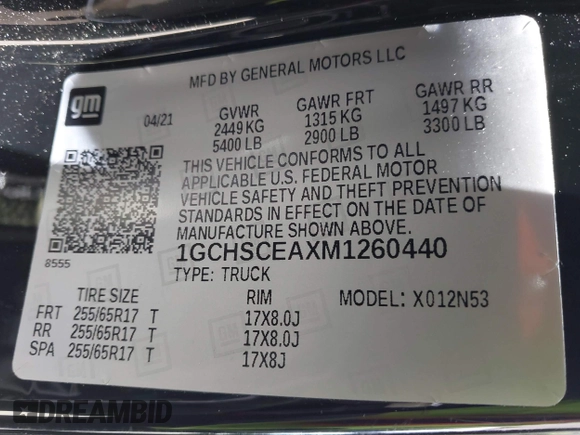 MFD BY GENERAL MOTORS LLC
gm
04/21
GVWR GAWR FRT GAWR RR
2449 KG 1315 KG 1497 KG
5400 LB 2900 LB 3300 LB
THIS VEHICLE CONFORMS TO ALL
APPLICABLE U.S. FEDERAL MOTOR
VEHICLE SAFETY AND THEFT PREVENTION
STANDARDS IN EFFECT ON THE DATE OF
MANUFACTURE SHOWN ABOVE.
8555
1GCHSCEAXM1260440
TYPE: TRUCK
TIRE SIZE RIM MODEL: X012N53
FRT 255/65R17 T 17X8.0J
RR 255/65R17 T 17X8.0J
SPA 255/65R17 T 17X8J
DREAMBID